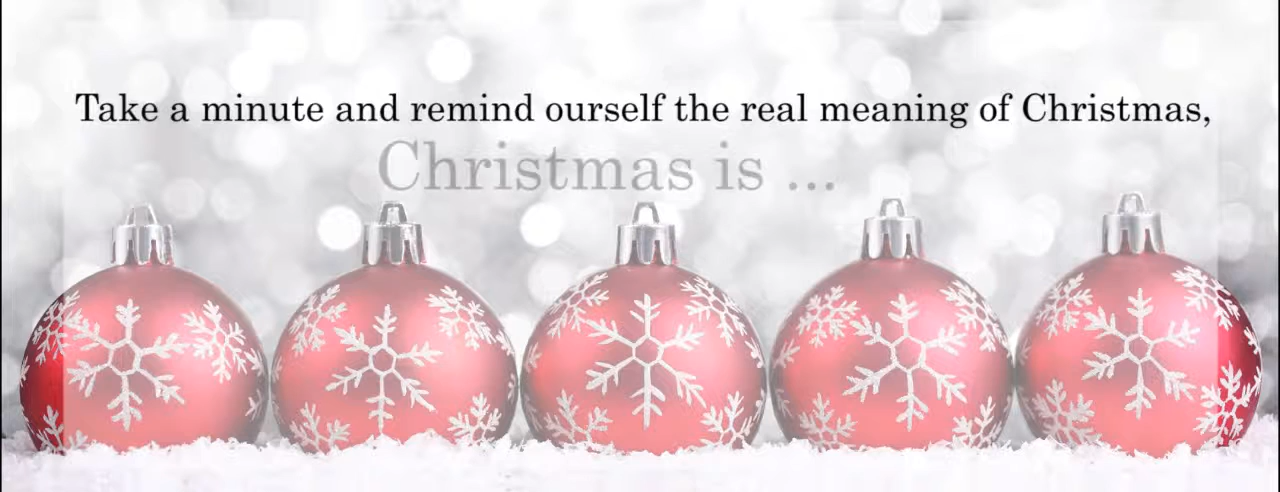 Take a minute and remind ourself the real meaning of Christmas,
Christmas is ...